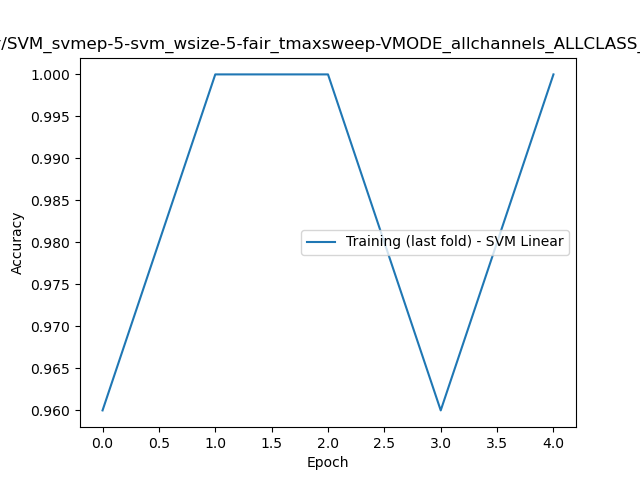 /SVM_svmep-5-svm_wsize-5-fair_tmaxsweep-VMODE_allchannels_ALLCLASS_
1.000
0.995
0.990
0.985
0.980
0.975
0.970
0.965
0.960
Accuracy
Training (last fold) - SVM Linear
0.0 0.5 1.0 1.5 2.0 2.5 3.0 3.5 4.0
Epoch